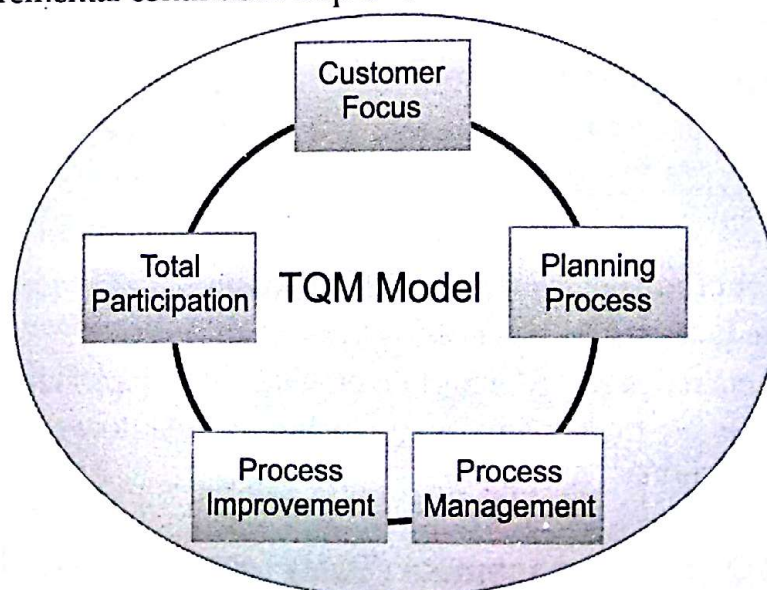 Customer
Focus
Total
Participation
TQM Model
Planning
Process
Process
Improvement
Process
Management